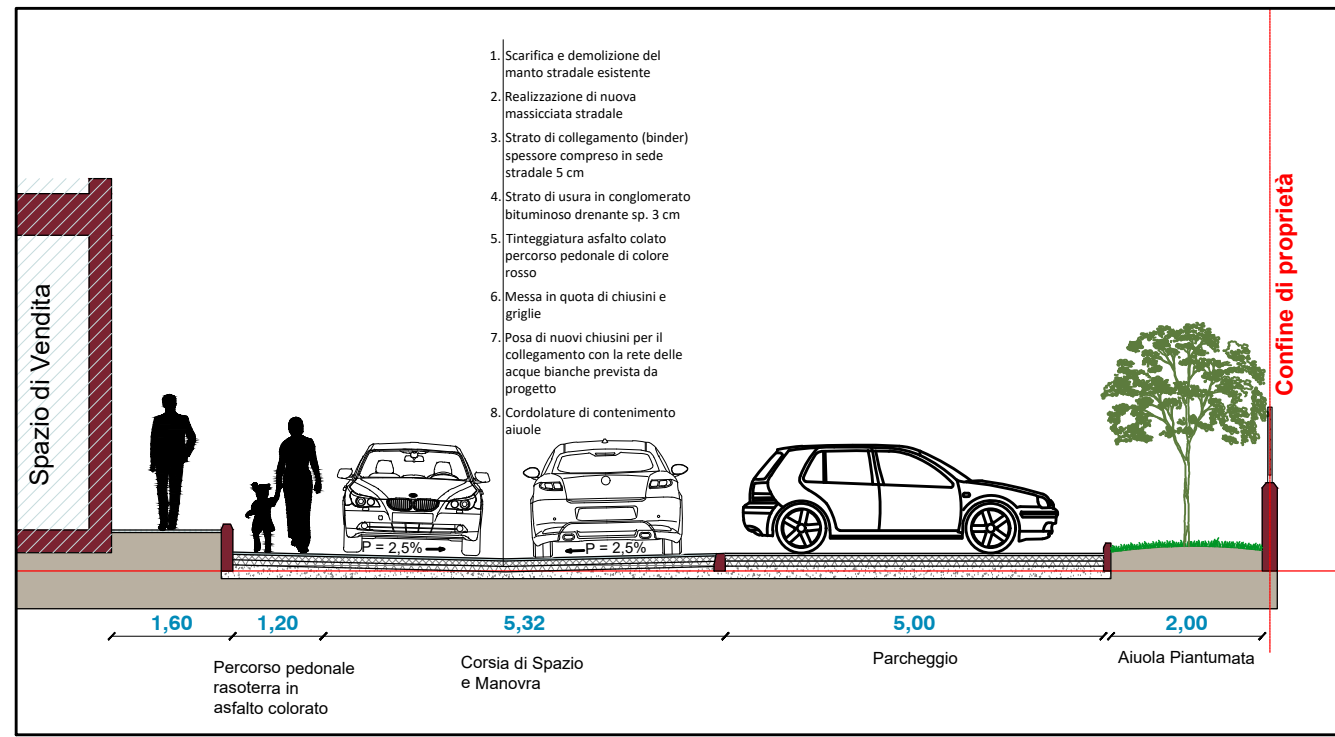 1. Scarifica e demolizione del
manto stradale esistente
2. Realizzazione di nuova
massicciata stradale
3. Strato di collegamento (binder)
spessore compreso in sede
stradale 5 cm
4. Strato di usura in conglomerato
bituminoso drenante sp. 3 cm
5. Tinteggiatura asfalto colato
percorso pedonale di colore
rosso
6. Messa in quota di chiusini e
griglie
7. Posa di nuovi chiusini per il
collegamento con la rete delle
acque bianche prevista da
progetto
8. Cordolature di contenimento
aiuole
Spazio di Vendita
Confine di proprietà
P = 2,5%
P = 2,5%
1,60
1,20
5,32
5,00
2,00
Percorso pedonale
rasoterra in
asfalto colorato
Corsia di Spazio
e Manovra
Parcheggio
Aiuola Piantumata